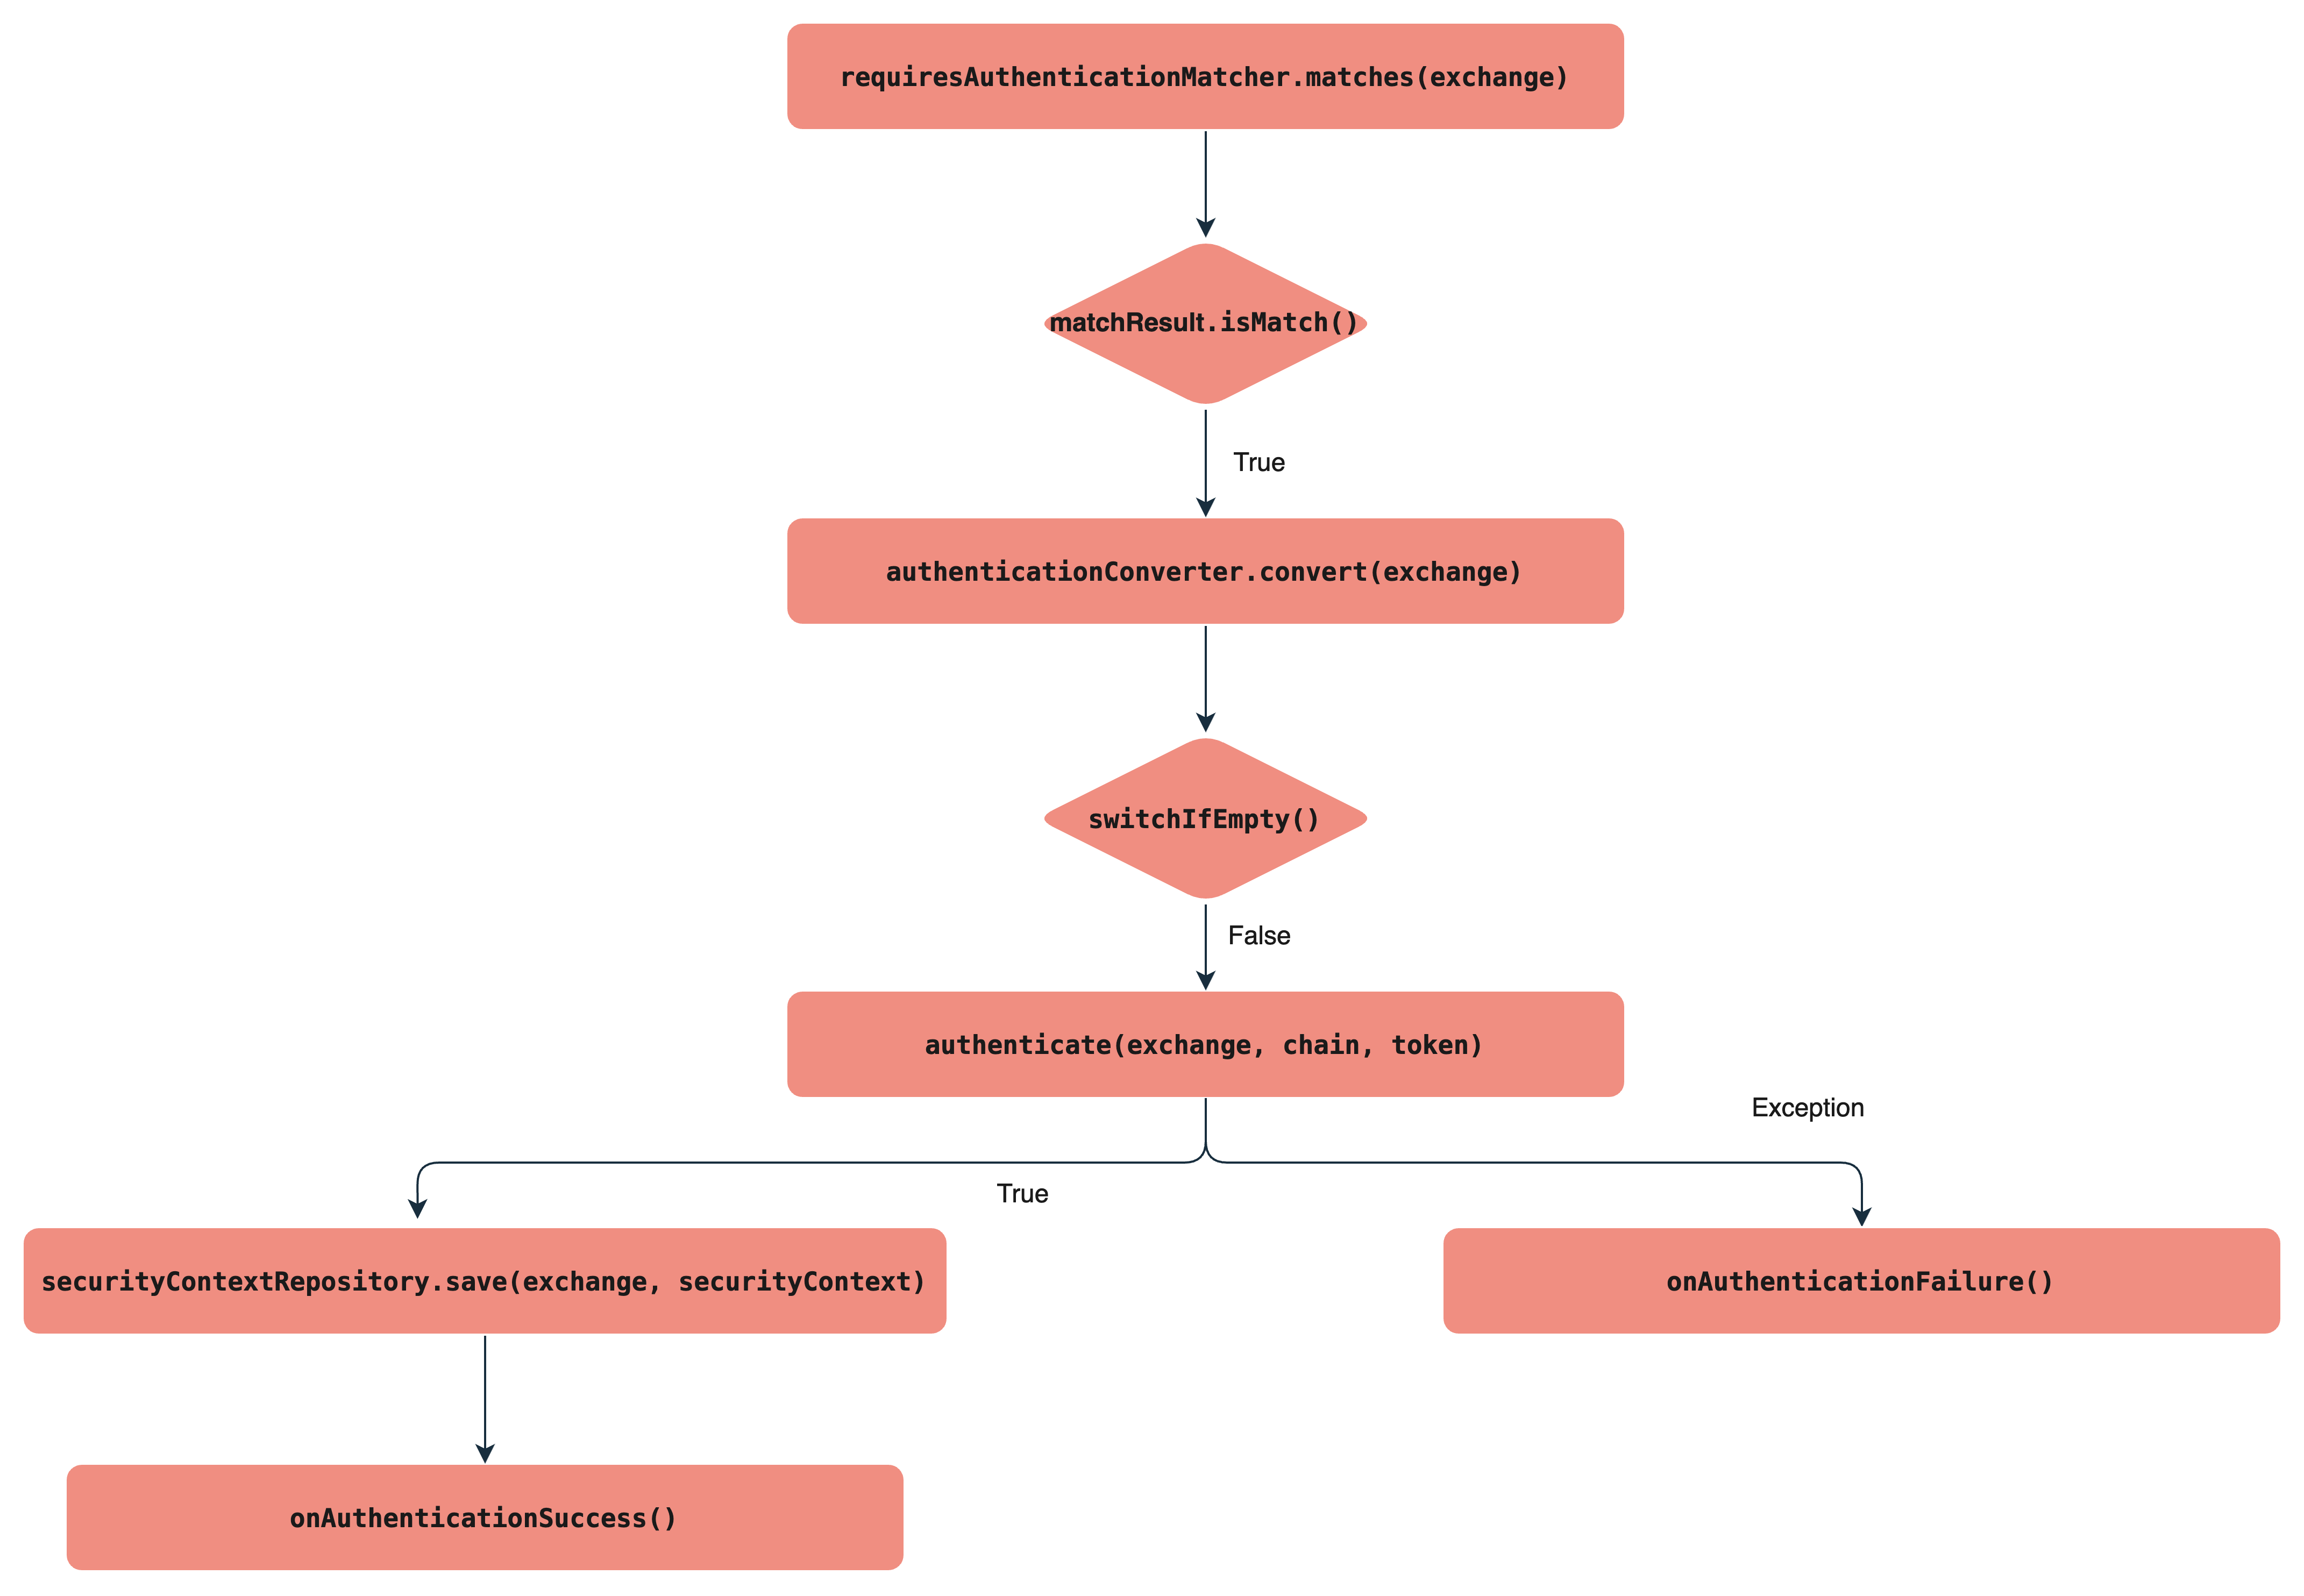 requiresAuthenticationMatcher.matches(exchange)
matchResult.isMatch()
True
authenticationConverter.convert(exchange)
switchIfEmpty()
False
authenticate(exchange, chain, token)
Exception
True
securityContextRepository.save(exchange, securityContext)
onAuthenticationFailure()
onAuthenticationSuccess()